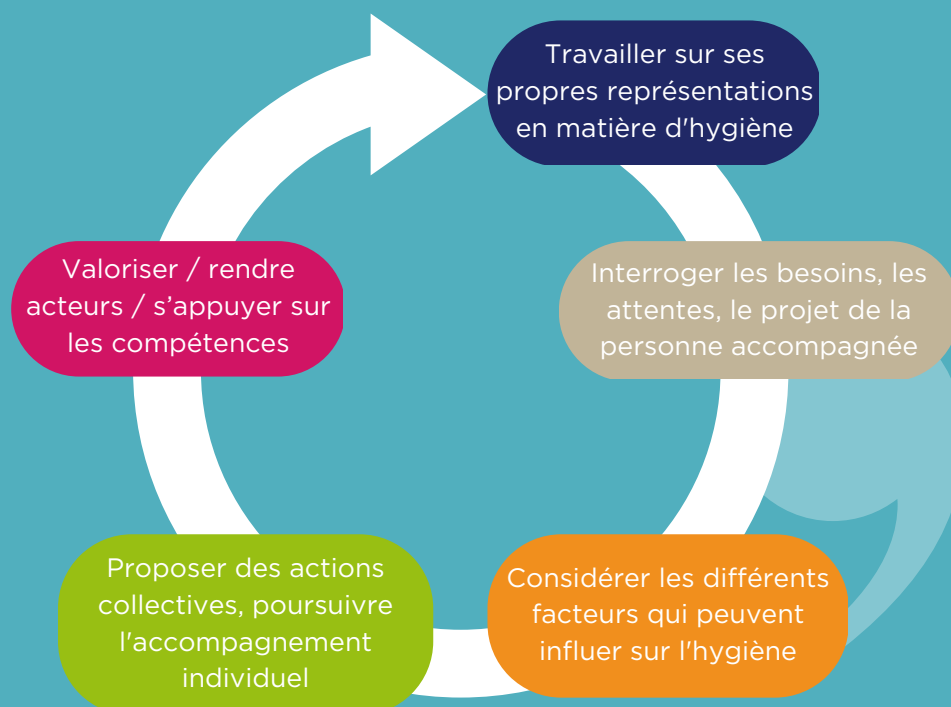 Travailler sur ses
propres représentations
en matière d'hygiène
Interroger les besoins, les
attentes, le projet de la
personne accompagnée
Considérer les différents
facteurs qui peuvent
influer sur l'hygiène
Proposer des actions
collectives, poursuivre
l'accompagnement
individuel
Valoriser / rendre
acteurs / s’appuyer sur
les compétences